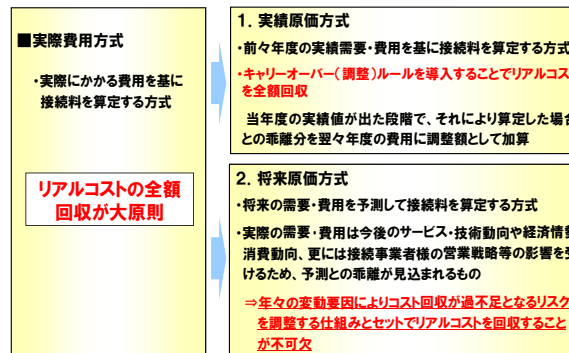 ■実際費用方式
・実際にかかる費用を基に
接続料を算定する方式
リアルコストの全額
回収が大原則
1. 実績原価方式
・前々年度の実績需要・費用を基に接続料を算定する方式
・キャリーオーバー(調整)ルールを導入することでリアルコス
を全額回収
当年度の実績値が出た段階で、それにより算定した場合
との乖離分を翌々年度の費用に調整額として加算
2. 将来原価方式
・将来の需要・費用を予測して接続料を算定する方式
・実際の需要・費用は今後のサービス・技術動向や経済情勢
消費動向、更には接続事業者様の営業戦略等の影響を受
けるため、予測との乖離が見込まれるもの
⇒年々の変動要因によりコスト回収が過不足となるリスク
を調整する仕組みとセットでリアルコストを回収すること
が不可欠